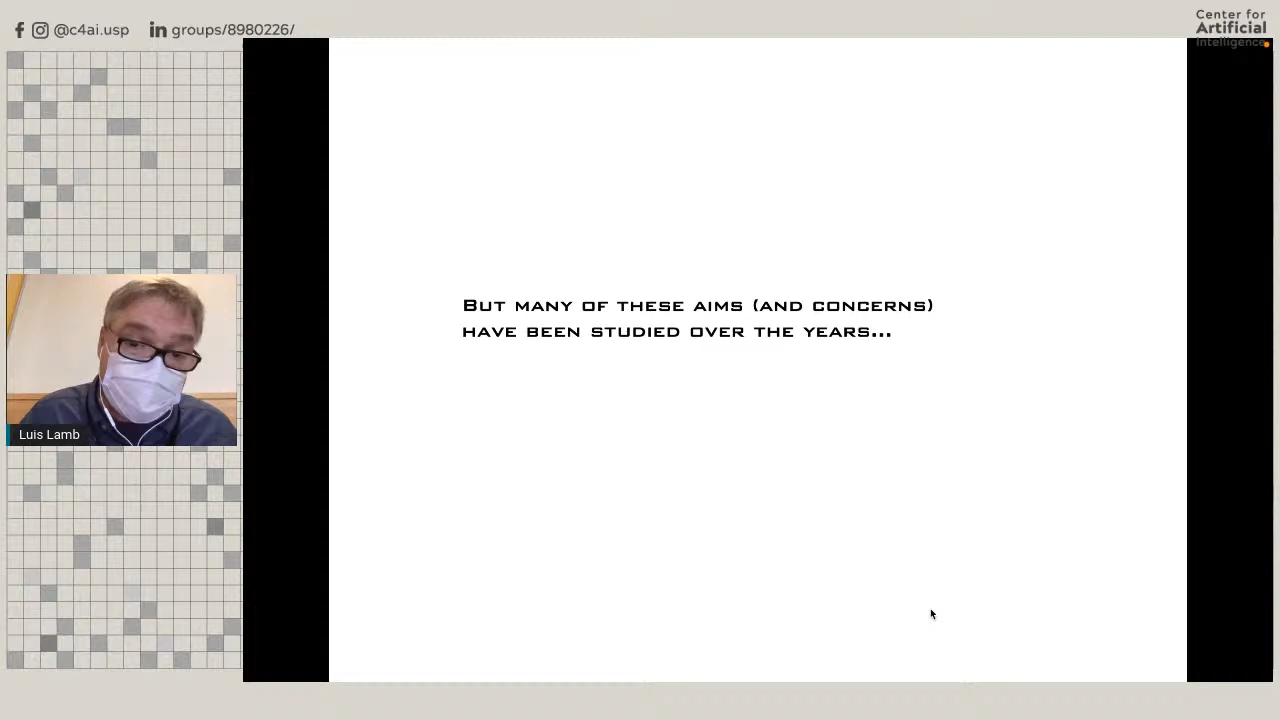 @c4ai.usp groups/8980226/
Center for
Artificial
Intelligence
But many of these aims (and concerns)
have been studied over the years...
Luis Lamb